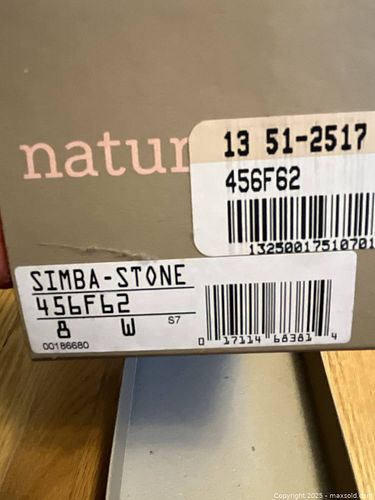 natur
13 51-2517
456F62
13250017510701
SIMBA-STONE
456F62
8 W S7
00186680
0 17114 68381 4
Copyright 2025 - maxsold.com